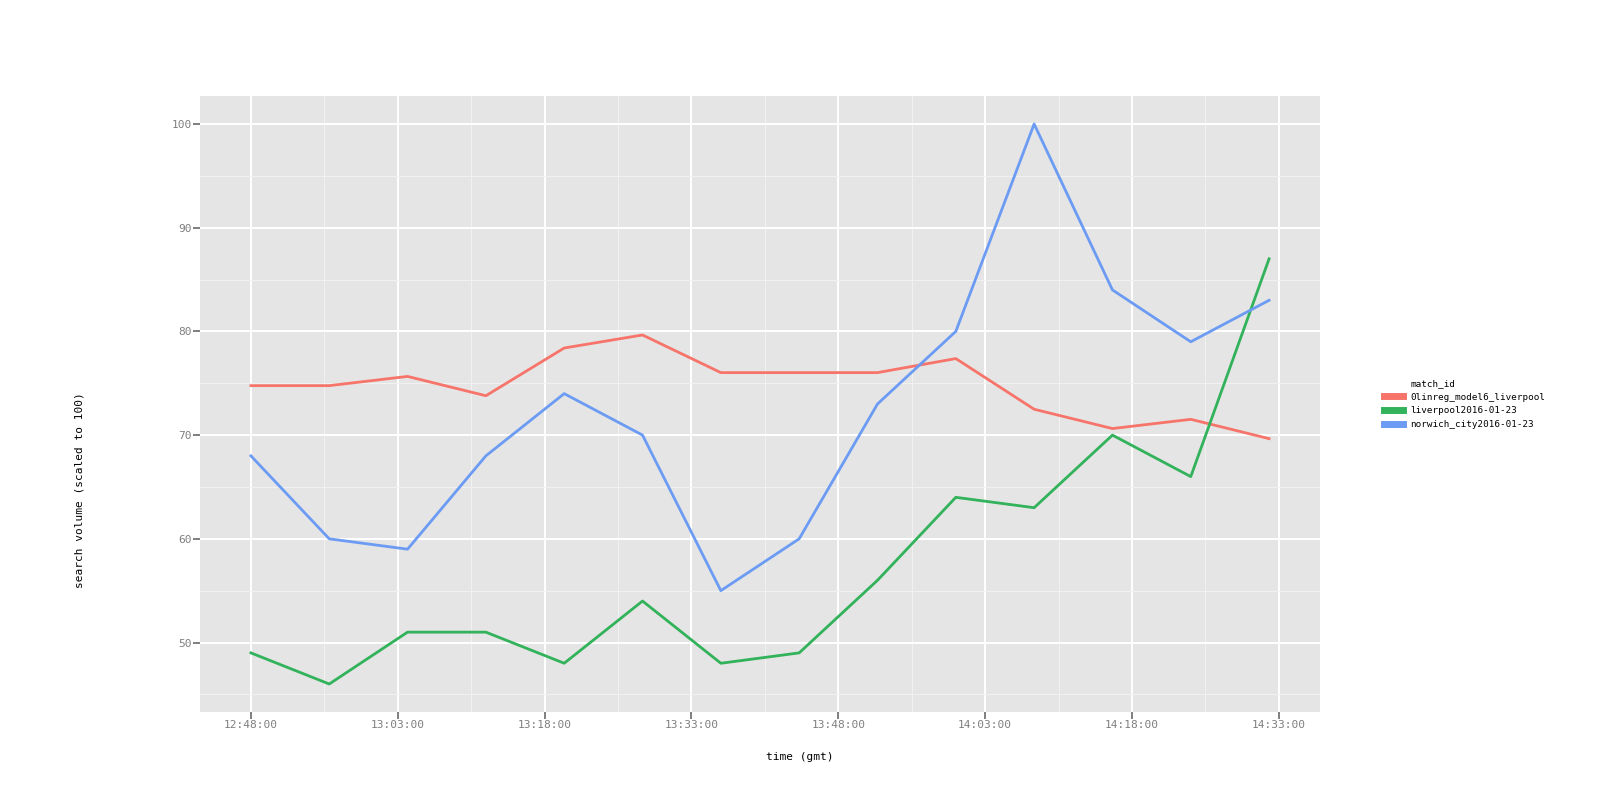 100
90
80
70
60
50
search volume (scaled to 100)
12:48:00 13:03:00 13:18:00 13:33:00 13:48:00 14:03:00 14:18:00 14:33:00
time (gmt)
match_id
0linreg_model6_liverpool
liverpool2016-01-23
norwich_city2016-01-23